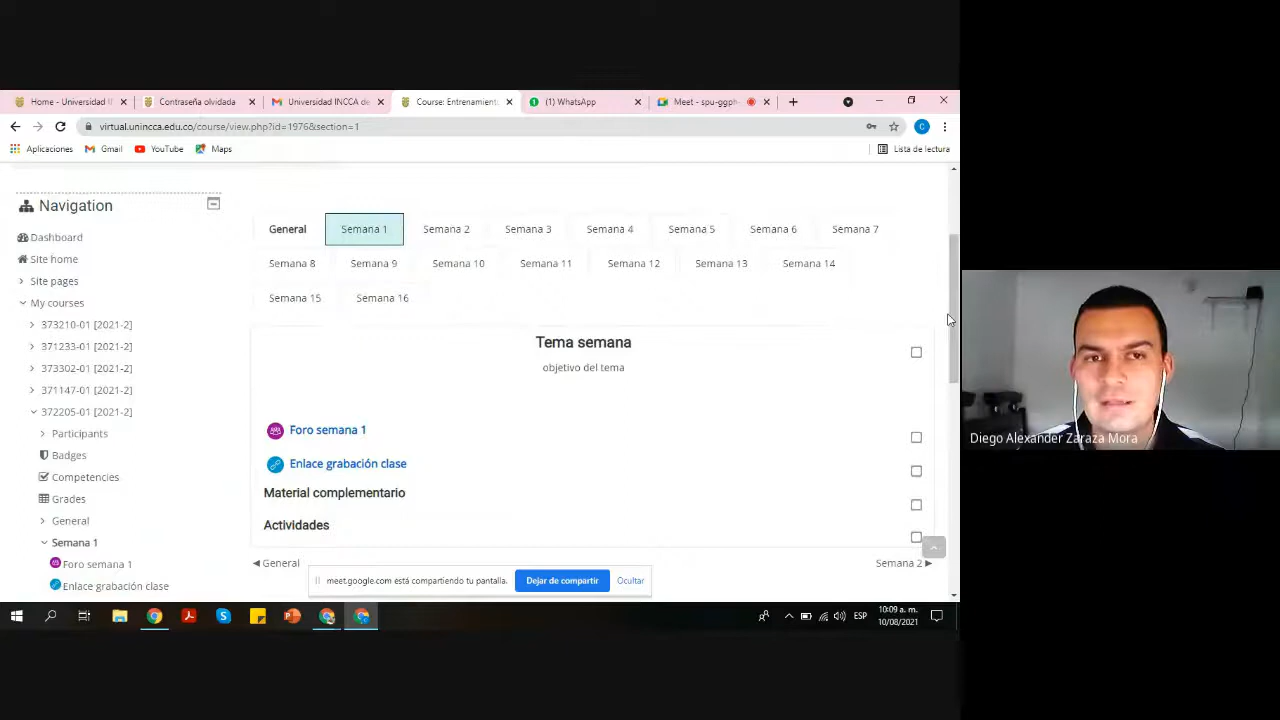 Home - Universidad I
Contraseña olvidada
Universidad INCCA de
Course: Entrenamient
(1) WhatsApp
Meet - spu-ggph-
virtual.unincca.edu.co/course/view.php?id=1976&section=1
Aplicaciones
Gmail
YouTube
Maps
Lista de lectura
Navigation
Dashboard
Site home
Site pages
My courses
373210-01 [2021-2]
371233-01 [2021-2]
373302-01 [2021-2]
371147-01 [2021-2]
372205-01 [2021-2]
Participants
Badges
Competencies
Grades
General
Semana 1
Foro semana 1
Enlace grabación clase
General Semana 1 Semana 2 Semana 3 Semana 4 Semana 5 Semana 6 Semana 7
Semana 8 Semana 9 Semana 10 Semana 11 Semana 12 Semana 13 Semana 14
Semana 15 Semana 16
Tema semana
objetivo del tema
Foro semana 1
Enlace grabación clase
Material complementario
Actividades
◀ General
Semana 2 ▶
meet.google.com está compartiendo tu pantalla.
Dejar de compartir
Ocultar
ESP
10:09 a. m.
10/08/2021
Diego Alexander Zaraza Mora